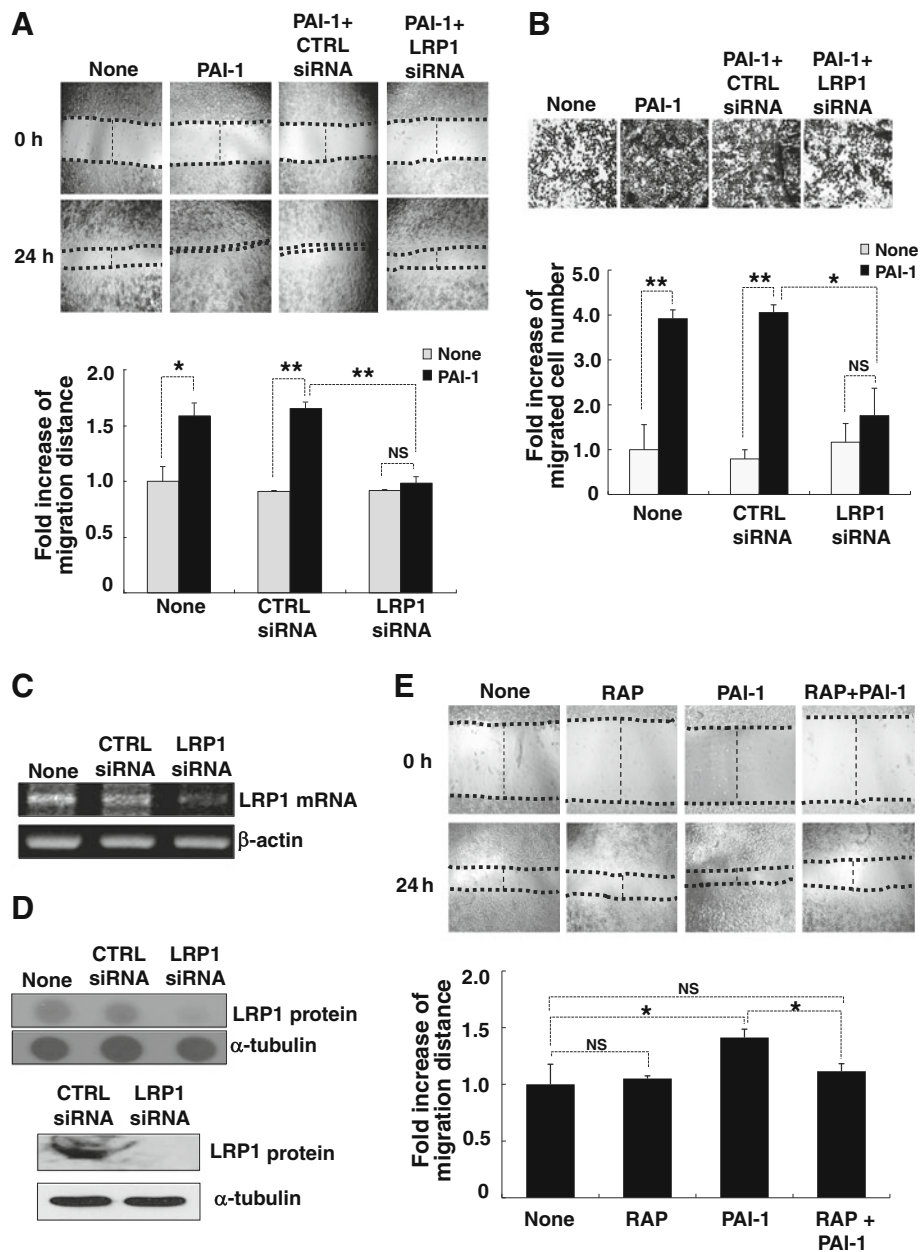 A
None
PAI-1
PAI-1+
CTRL
siRNA
PAI-1+
LRP1
siRNA
0 h
24 h
None
PAI-1
Fold increase of
migration distance
2.0
1.5
1.0
0.5
0
*
**
**
NS
None
CTRL
siRNA
LRP1
siRNA
B
None
PAI-1
PAI-1+
CTRL
siRNA
PAI-1+
LRP1
siRNA
None
PAI-1
Fold increase of
migrated cell number
5.0
4.0
3.0
2.0
1.0
0
**
**
*
NS
None
CTRL
siRNA
LRP1
siRNA
C
None
CTRL
siRNA
LRP1
siRNA
LRP1 mRNA
β-actin
D
None
CTRL
siRNA
LRP1
siRNA
LRP1 protein
α-tubulin
CTRL
siRNA
LRP1
siRNA
LRP1 protein
α-tubulin
E
None
RAP
PAI-1
RAP+PAI-1
0 h
24 h
Fold increase of
migration distance
2.0
1.5
1.0
0.5
0
NS
*
*
NS
None
RAP
PAI-1
RAP +
PAI-1